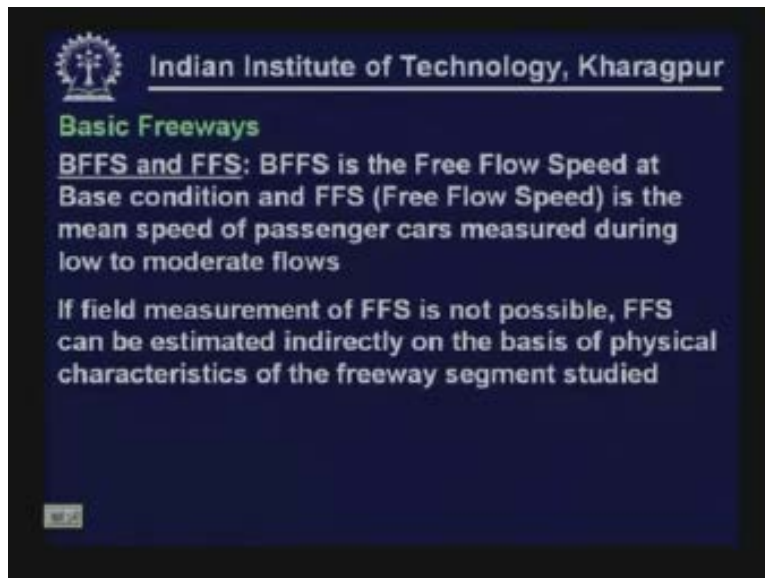 Indian Institute of Technology, Kharagpur
Basic Freeways
BFFS and FFS: BFFS is the Free Flow Speed at
Base condition and FFS (Free Flow Speed) is the
mean speed of passenger cars measured during
low to moderate flows
If field measurement of FFS is not possible, FFS
can be estimated indirectly on the basis of physical
characteristics of the freeway segment studied